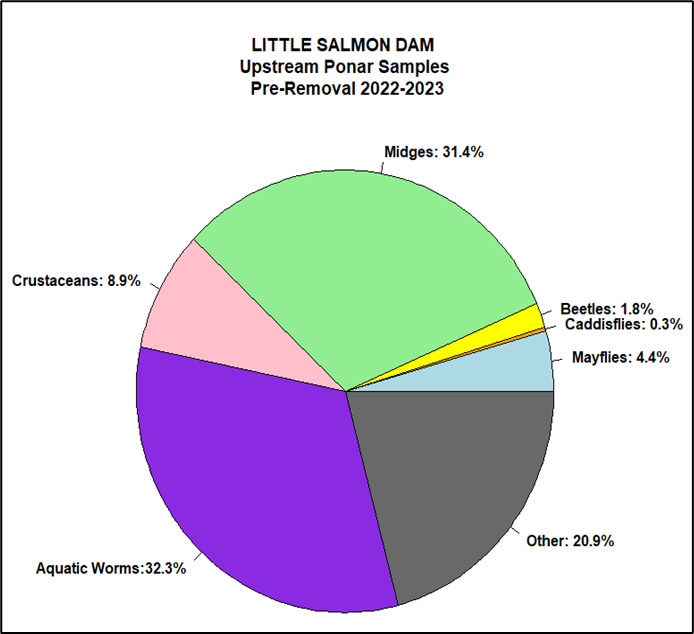 LITTLE SALMON DAM
Upstream Ponar Samples
Pre-Removal 2022-2023
Midges: 31.4%
Crustaceans: 8.9%
Beetles: 1.8%
Caddisflies: 0.3%
Mayflies: 4.4%
Other: 20.9%
Aquatic Worms:32.3%